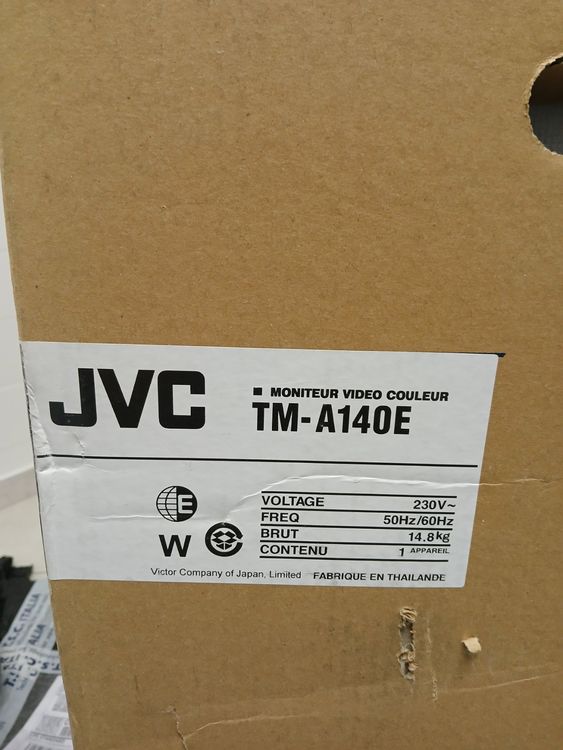 JVC
■ MONITEUR VIDEO COULEUR
TM-A140E
E
W
VOLTAGE 230V~
FREQ 50Hz/60Hz
BRUT 14.8kg
CONTENU 1 APPAREIL
Victor Company of Japan, Limited FABRIQUE EN THAILANDE
ITALIA